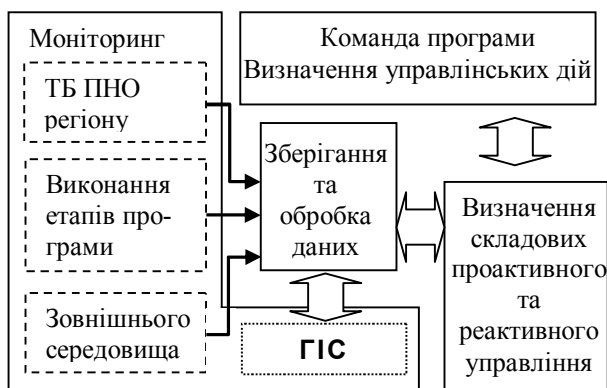 Моніторинг
ТБ ПНО
регіону
Виконання
етапів про-
грами
Зовнішнього
середовища
Зберігання
та
обробка
даних
ГІС
Команда програми
Визначення управлінських дій
Визначення
складових
проактивного
та
реактивного
управління